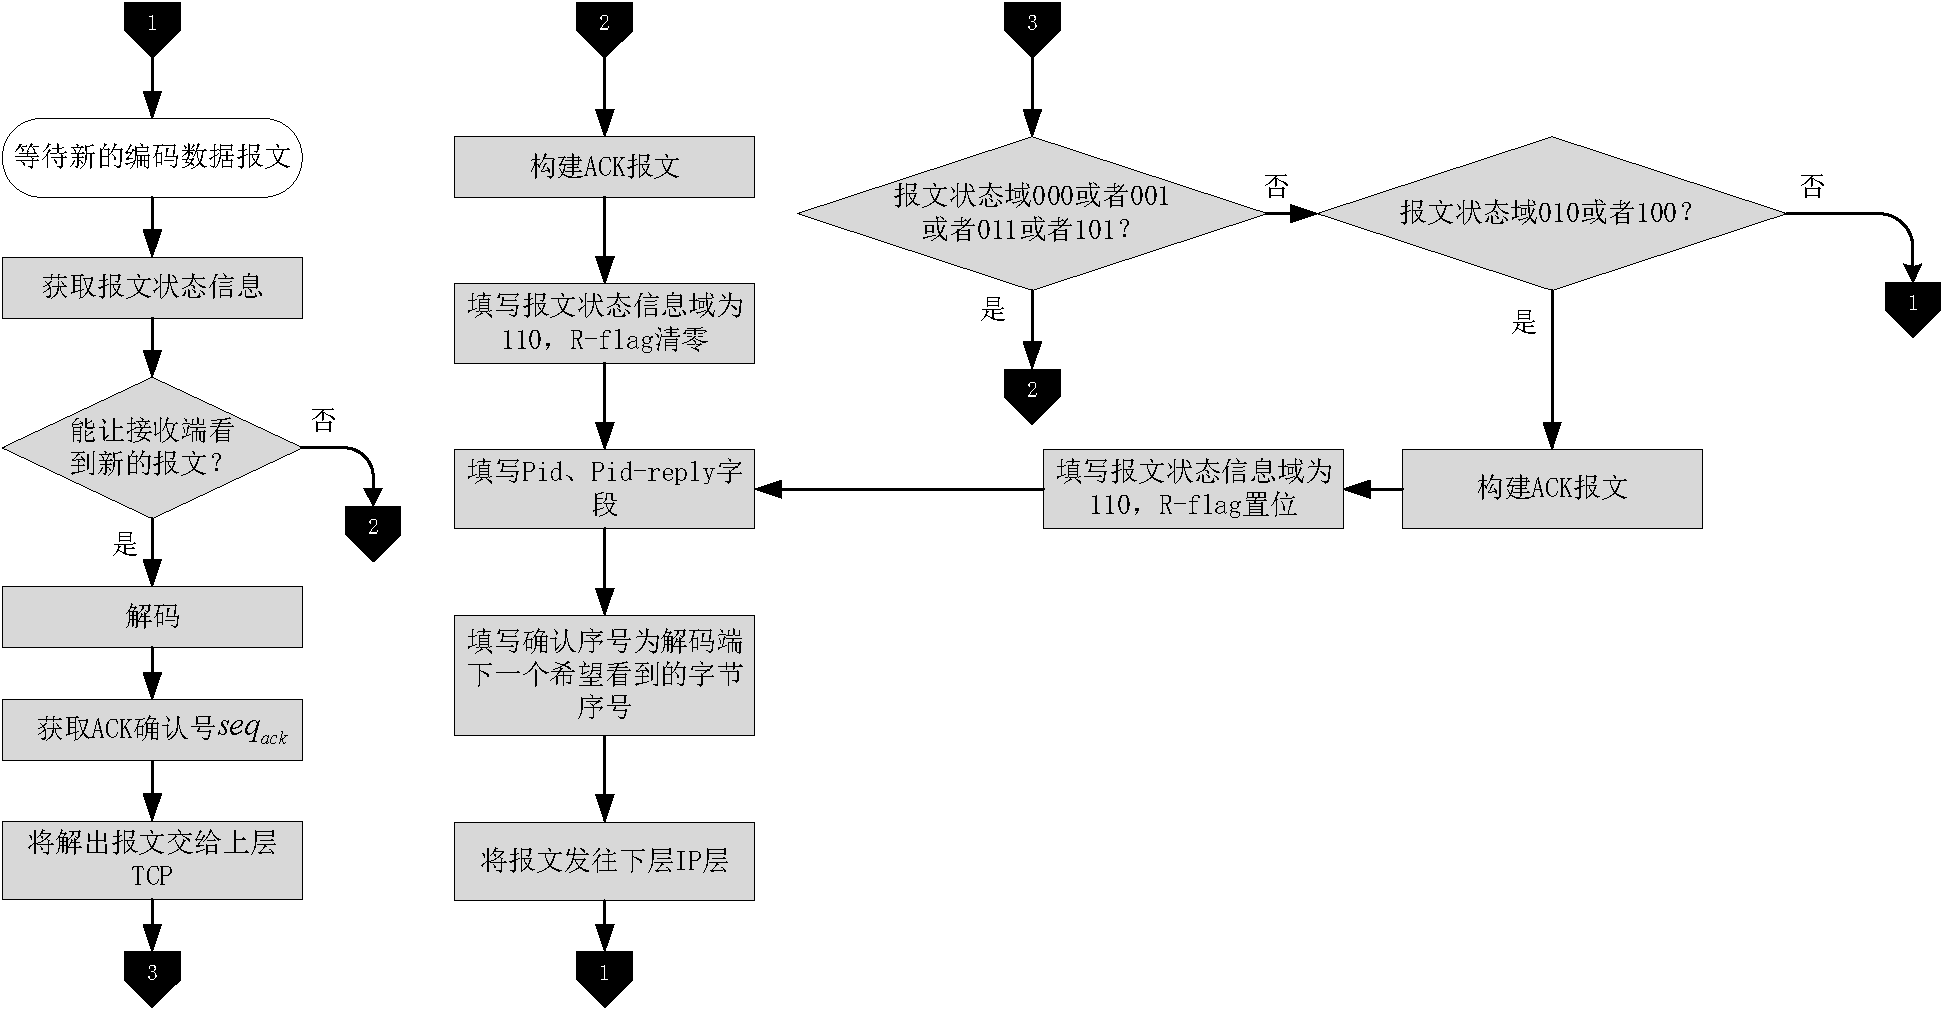 1
等待新的编码数据报文
获取报文状态信息
能让接收端看
到新的报文？
否
2
是
解码
获取ACK确认号seq_ack
将解出报文交给上层
TCP
3
2
构建ACK报文
填写报文状态信息域为
110，R-flag清零
填写Pid、Pid-reply字
段
填写确认序号为解码端
下一个希望看到的字节
序号
将报文发往下层IP层
1
3
报文状态域000或者001
或者011或者101？
否
是
2
报文状态域010或者100？
否
1
是
构建ACK报文
填写报文状态信息域为
110，R-flag置位